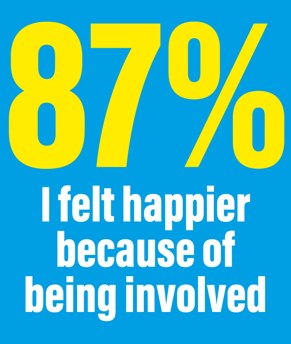 87%
I felt happier
because of
being involved